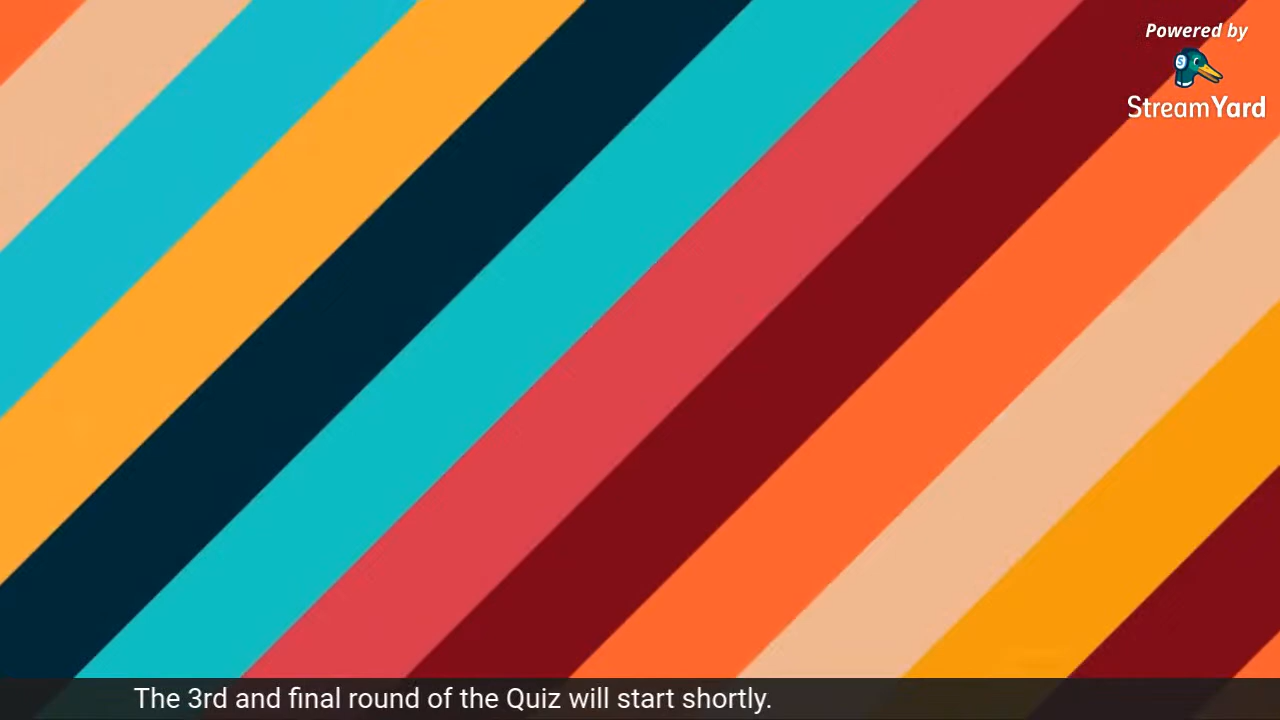 Powered by
StreamYard
The 3rd and final round of the Quiz will start shortly.